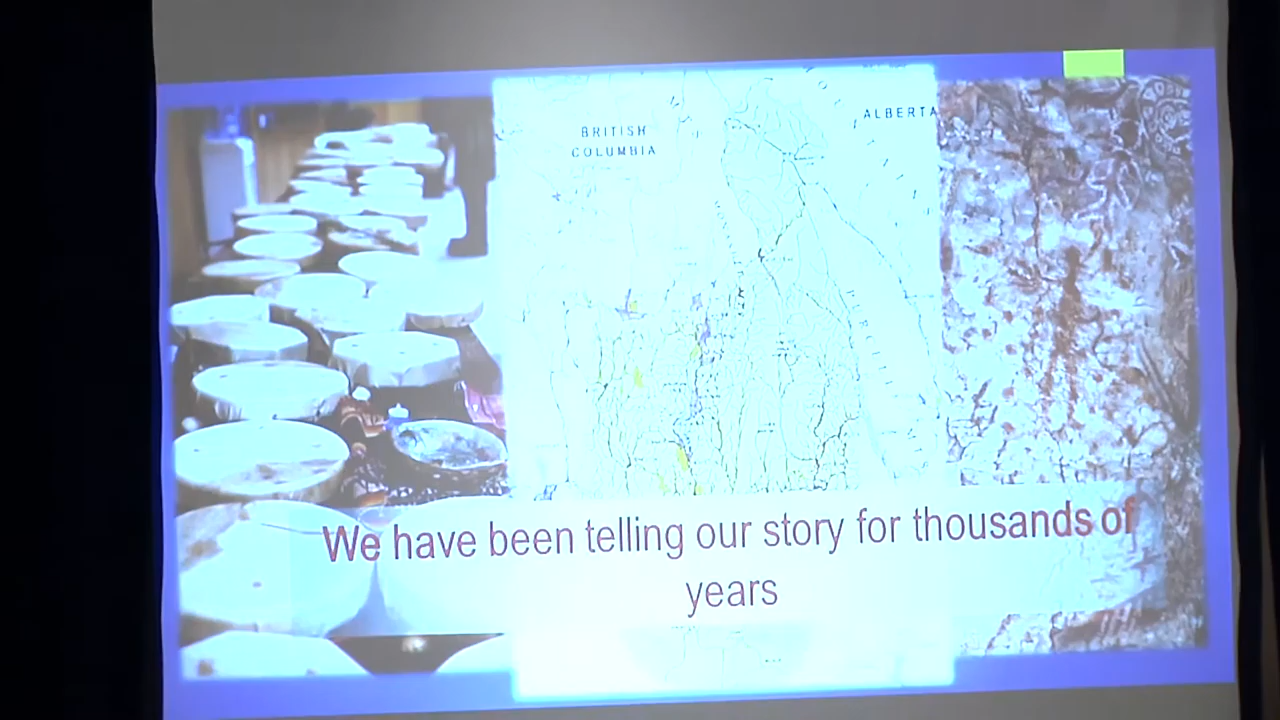 BRITISH
COLUMBIA
ALBERTA
We have been telling our story for thousands of
years